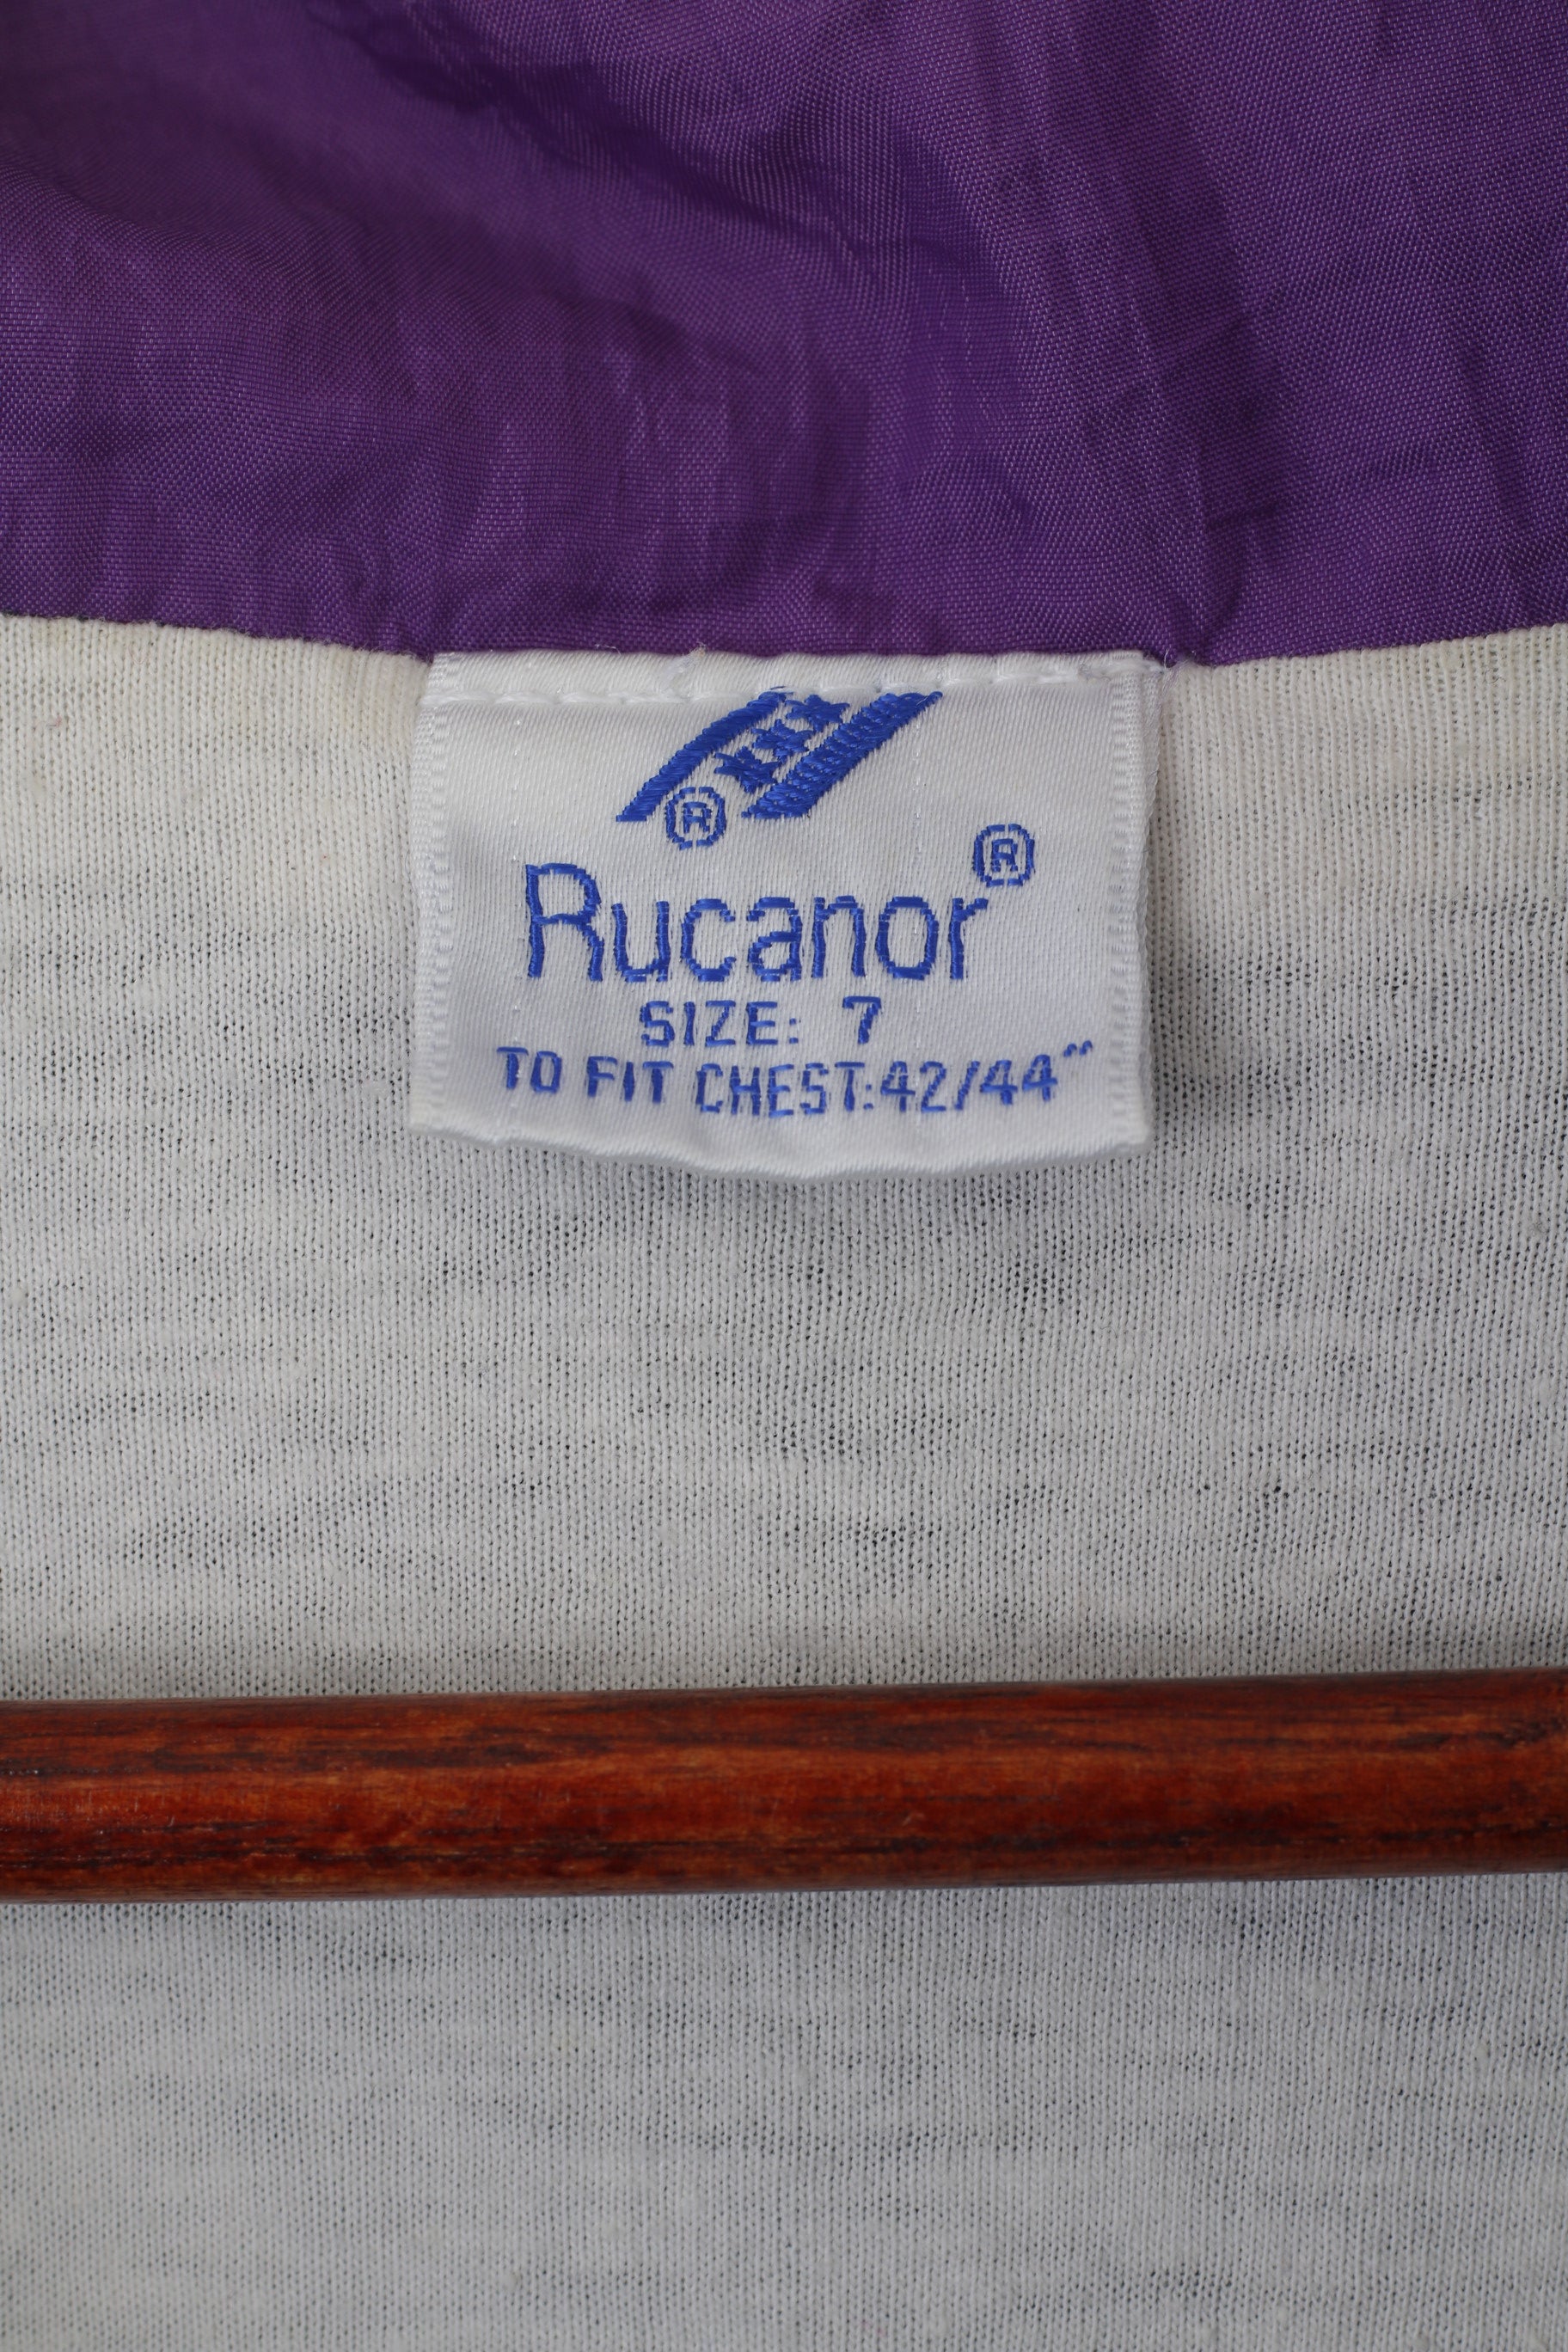 ®
Rucanor®
SIZE: 7
TO FIT CHEST:42/44"